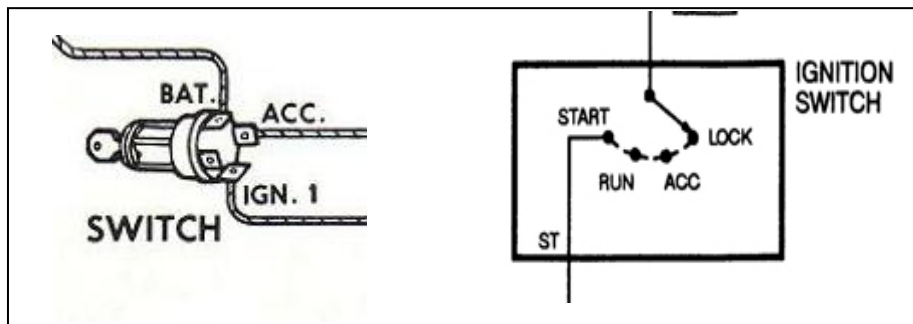 BAT.
ACC.
IGN. 1
SWITCH
IGNITION
SWITCH
START
LOCK
RUN ACC
ST